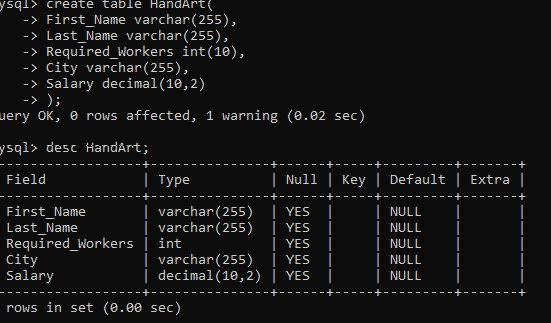 ysql> create table HandArt(
-> First_Name varchar(255),
-> Last_Name varchar(255),
-> Required_Workers int(10),
-> City varchar(255),
-> Salary decimal(10,2)
-> );
uery OK, 0 rows affected, 1 warning (0.02 sec)
ysql> desc HandArt;
-----------------+---------------+------+-----+---------+-------+
Field            | Type          | Null | Key | Default | Extra |
-----------------+---------------+------+-----+---------+-------+
First_Name       | varchar(255)  | YES  |     | NULL    |       |
Last_Name        | varchar(255)  | YES  |     | NULL    |       |
Required_Workers | int           | YES  |     | NULL    |       |
City             | varchar(255)  | YES  |     | NULL    |       |
Salary           | decimal(10,2) | YES  |     | NULL    |       |
-----------------+---------------+------+-----+---------+-------+
rows in set (0.00 sec)